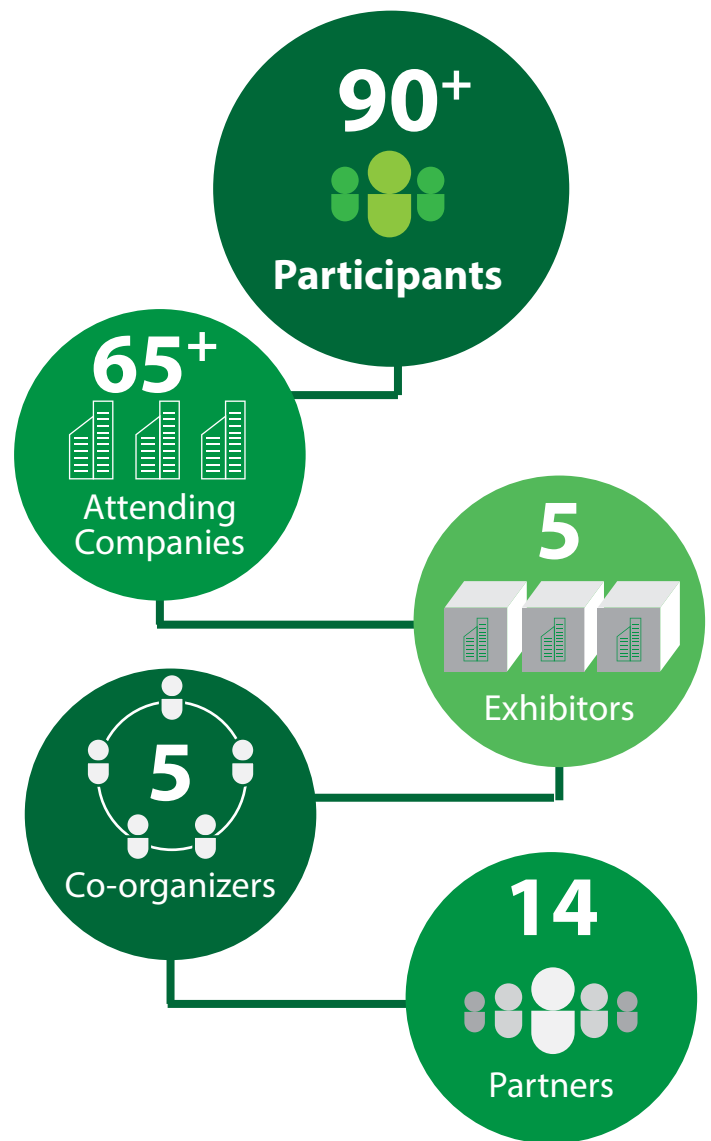 90+
Participants
65+
Attending
Companies
5
Exhibitors
5
Co-organizers
14
Partners